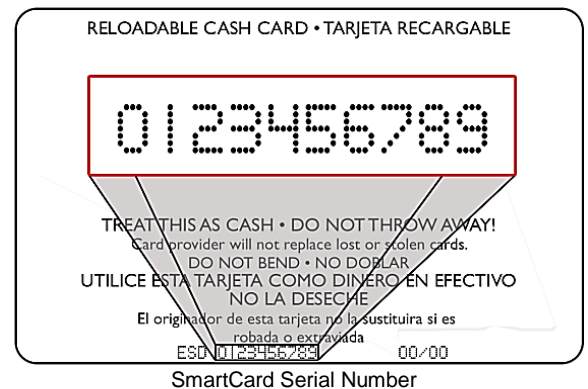 RELOADABLE CASH CARD • TARJETA RECARGABLE
0123456789
TREAT THIS AS CASH • DO NOT THROW AWAY!
Card provider will not replace lost or stolen cards.
DO NOT BEND • NO DOBLAR
UTILICE ESTA TARJETA COMO DINERO EN EFECTIVO
NO LA DESECHE
El originador de esta tarjeta no la sustituira si es
robada o extraviada
ESD 0123456789 00/00
SmartCard Serial Number